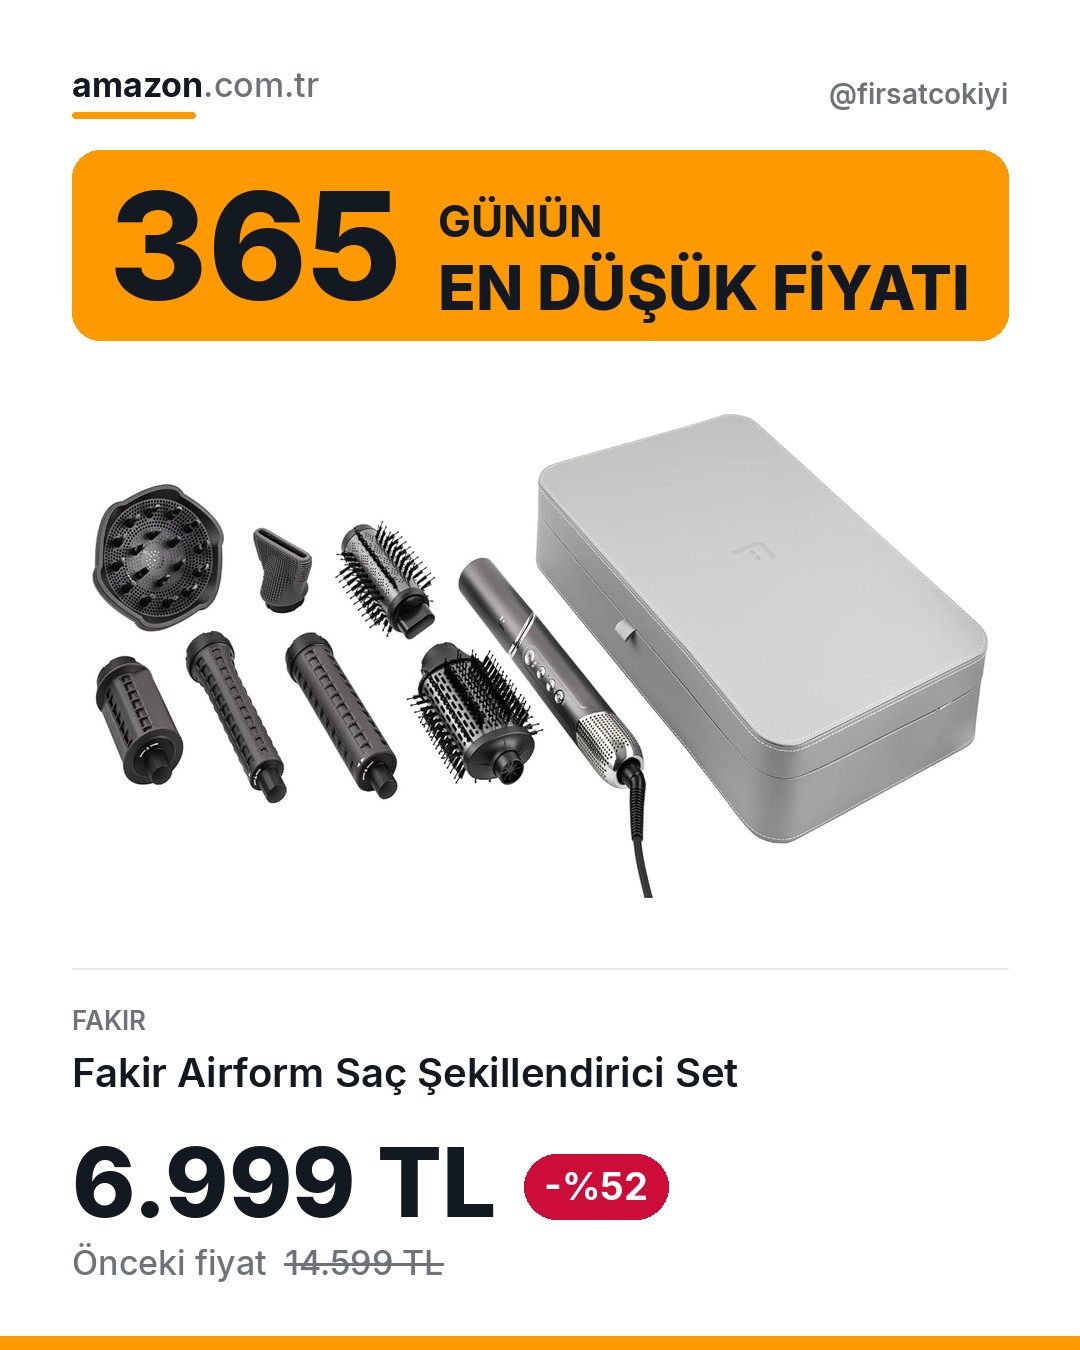 amazon.com.tr
@firsatcokiyi
365
GÜNÜN
EN DÜŞÜK FİYATI
FAKIR
Fakir Airform Saç Şekillendirici Set
6.999 TL
-%52
Önceki fiyat 14.599 TL